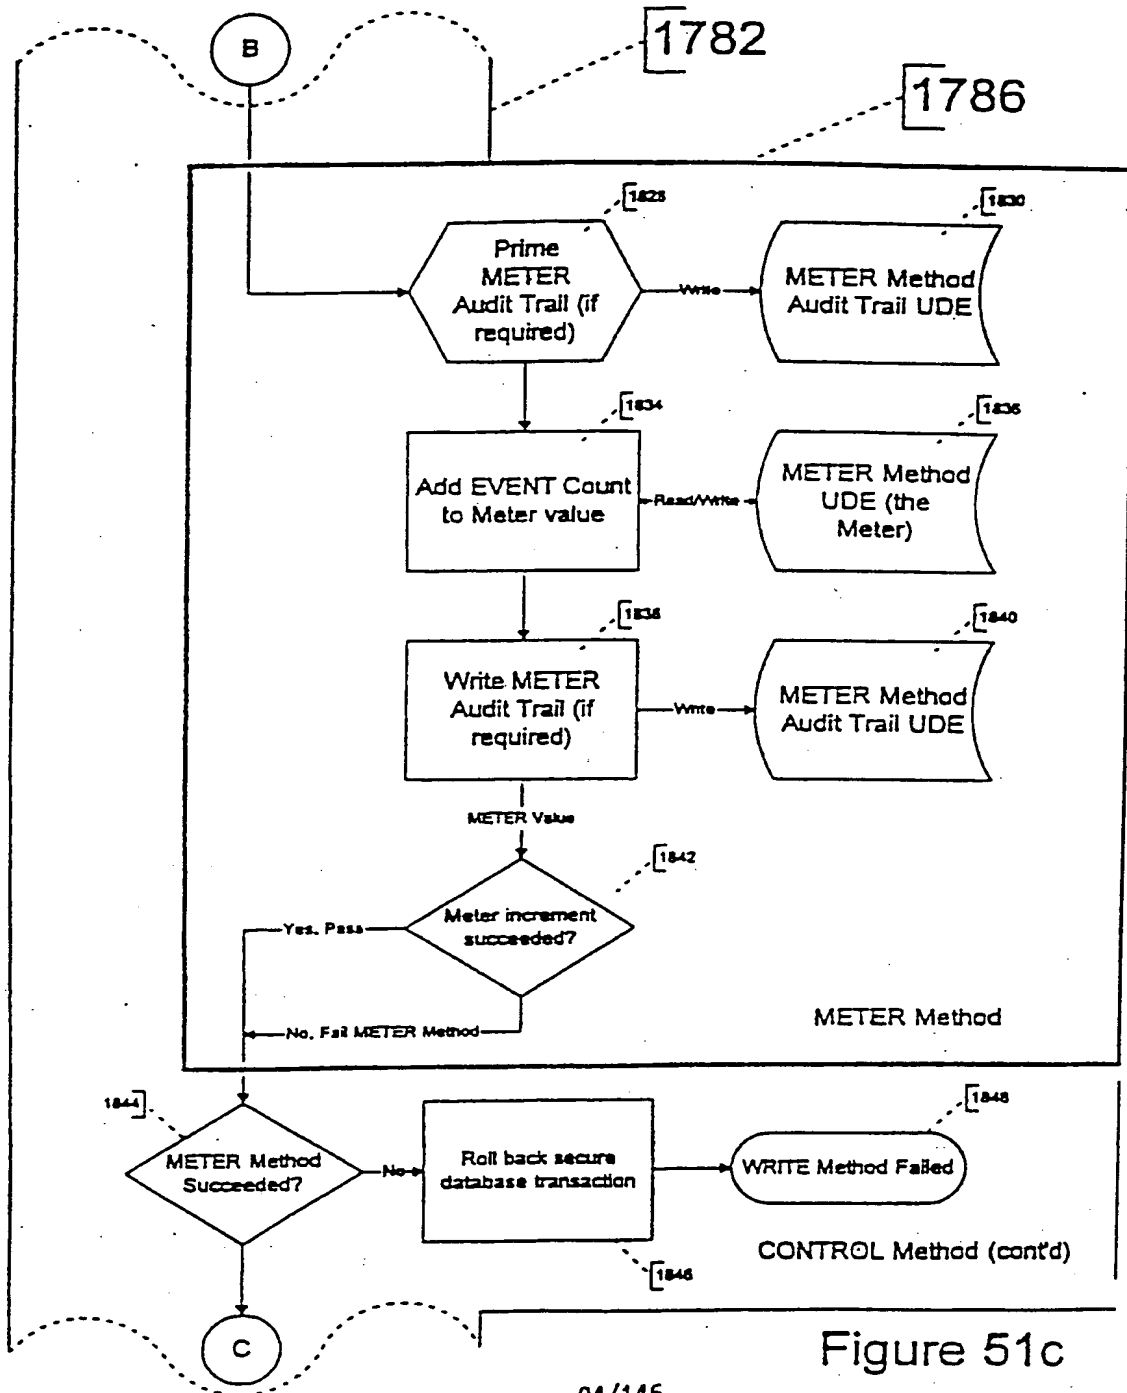 B
1782
1786
1828
Prime
METER
Audit Trail (if
required)
Write
1830
METER Method
Audit Trail UDE
1834
Add EVENT Count
to Meter value
Read/Write
1836
METER Method
UDE (the
Meter)
1838
Write METER
Audit Trail (if
required)
Write
1840
METER Method
Audit Trail UDE
METER Value
1842
Meter increment
succeeded?
Yes, Pass
No, Fail METER Method
METER Method
1844
METER Method
Succeeded?
No
Roll back secure
database transaction
1846
1848
WRITE Method Failed
CONTROL Method (cont'd)
C
Figure 51c